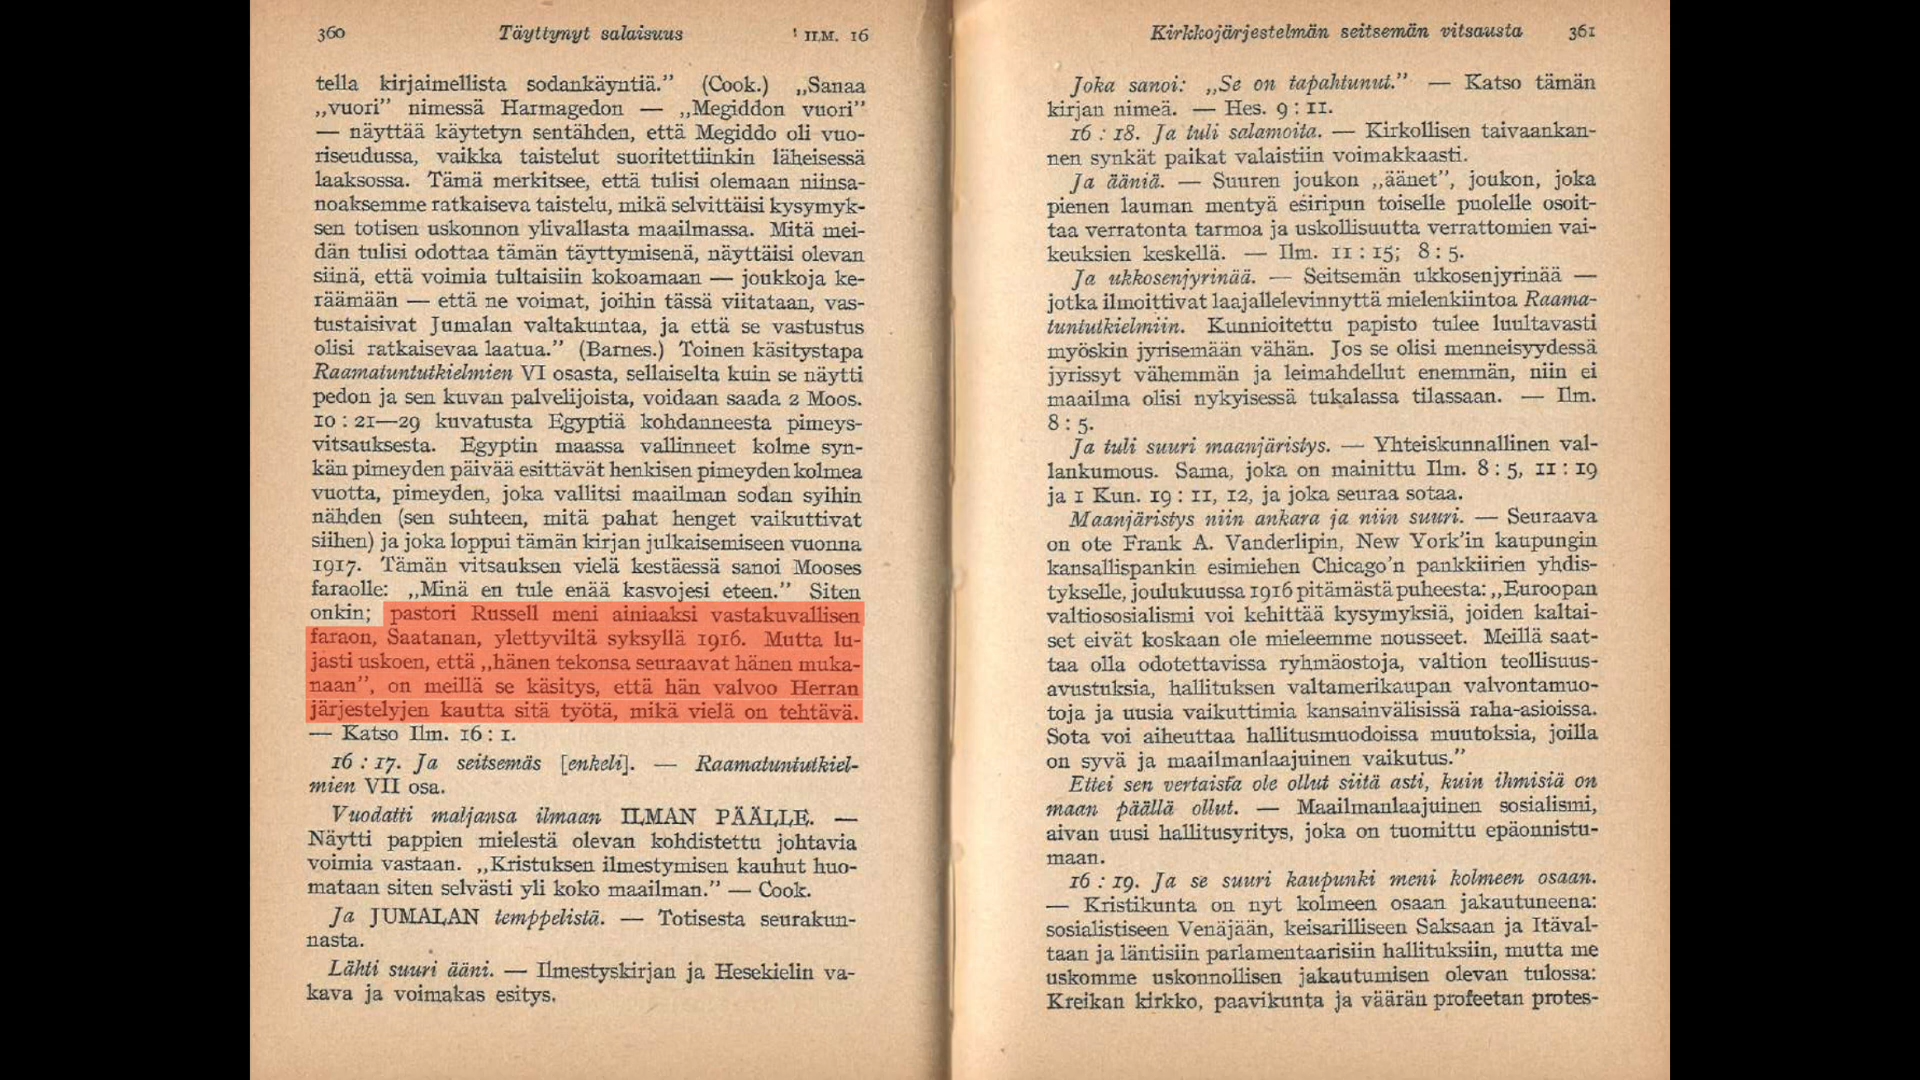 360 Täyttynyt salaisuus ILM. 16
tella kirjaimellista sodankäyntiä.” (Cook.) „Sanaa
„vuori” nimessä Harmagedon — „Megiddon vuori”
— näyttää käytetyn sentähden, että Megiddo oli vuo-
riseudussa, vaikka taistelut suoritettiinkin läheisessä
laaksossa. Tämä merkitsee, että tulisi olemaan niinsa-
noaksemme ratkaiseva taistelu, mikä selvittäisi kysymyk-
sen totisen uskonnon ylivallasta maailmassa. Mitä mei-
dän tulisi odottaa tämän täyttymisenä, näyttäisi olevan
siinä, että voimia tultaisiin kokoamaan — joukkoja ke-
räämään — että ne voimat, joihin tässä viitataan, vas-
tustaisivat Jumalan valtakuntaa, ja että se vastustus
olisi ratkaisevaa laatua.” (Barnes.) Toinen käsitystapa
Raamatuntutkielmien VI osasta, sellaiselta kuin se näytti
pedon ja sen kuvan palvelijoista, voidaan saada 2 Moos.
10 : 21—29 kuvatusta Egyptiä kohdanneesta pimeys-
vitsauksesta. Egyptin maassa vallinneet kolme syn-
kän pimeyden päivää esittävät henkisen pimeyden kolmea
vuotta, pimeyden, joka vallitsi maailman sodan syihin
nähden (sen suhteen, mitä pahat henget vaikuttivat
siihen) ja joka loppui tämän kirjan julkaisemiseen vuonna
1917. Tämän vitsauksen vielä kestäessä sanoi Mooses
faraolle: „Minä en tule enää kasvojesi eteen.” Siten
onkin; pastori Russell meni ainiaaksi vastakuvallisen
faraon, Saatanan, ylettyviltä syksyllä 1916. Mutta lu-
jasti uskoen, että „hänen tekonsa seuraavat hänen muka-
naan”, on meillä se käsitys, että hän valvoo Herran
järjestelyjen kautta sitä työtä, mikä vielä on tehtävä.
— Katso Ilm. 16 : 1.
16 : 17. Ja seitsemäs [enkeli]. — Raamatuntutkiel-
mien VII osa.
Vuodatti maljansa ilmaan ILMAN PÄÄLLE. —
Näytti pappien mielestä olevan kohdistettu johtavia
voimia vastaan. „Kristuksen ilmestymisen kauhut huo-
mataan siten selvästi yli koko maailman.” — Cook.
Ja JUMALAN temppelistä. — Totisesta seurakun-
nasta.
Lähti suuri ääni. — Ilmestyskirjan ja Hesekielin va-
kava ja voimakas esitys.
Kirkkojärjestelmän seitsemän vitsausta 361
Joka sanoi: „Se on tapahtunut.” — Katso tämän
kirjan nimeä. — Hes. 9 : 11.
16 : 18. Ja tuli salamoita. — Kirkollisen taivaankan-
nen synkät paikat valaistiin voimakkaasti.
Ja ääniä. — Suuren joukon „äänet”, joukon, joka
pienen lauman mentyä esiripun toiselle puolelle osoit-
taa verratonta tarmoa ja uskollisuutta verrattomien vai-
keuksien keskellä. — Ilm. 11 : 15; 8 : 5.
Ja ukkosenjyrinää. — Seitsemän ukkosenjyrinää —
jotka ilmoittivat laajallelevinnyttä mielenkiintoa Raama-
tuntutkielmiin. Kunnioitettu papisto tulee luultavasti
myöskin jyrisemään vähän. Jos se olisi menneisyydessä
jyrissyt vähemmän ja leimahdellut enemmän, niin ei
maailma olisi nykyisessä tukalassa tilassaan. — Ilm.
8 : 5.
Ja tuli suuri maanjäristys. — Yhteiskunnallinen val-
lankumous. Sama, joka on mainittu Ilm. 8 : 5, 11 : 19
ja 1 Kun. 19 : 11, 12, ja joka seuraa sotaa.
Maanjäristys niin ankara ja niin suuri. — Seuraava
on ote Frank A. Vanderlipin, New York’in kaupungin
kansallispankin esimiehen Chicago’n pankkiirien yhdis-
tykselle, joulukuussa 1916 pitämästä puheesta: „Euroopan
valtiososialismi voi kehittää kysymyksiä, joiden kaltai-
set eivät koskaan ole mieleemme nousseet. Meillä saat-
taa olla odotettavissa ryhmäostoja, valtion teollisuus-
avustuksia, hallituksen valtamerikaupan valvontamuo-
toja ja uusia vaikuttimia kansainvälisissä raha-asioissa.
Sota voi aiheuttaa hallitusmuodoissa muutoksia, joilla
on syvä ja maailmanlaajuinen vaikutus.”
Ettei sen vertaista ole ollut siitä asti, kuin ihmisiä on
maan päällä ollut. — Maailmanlaajuinen sosialismi,
aivan uusi hallitusyritys, joka on tuomittu epäonnistu-
maan.
16 : 19. Ja se suuri kaupunki meni kolmeen osaan.
— Kristikunta on nyt kolmeen osaan jakautuneena:
sosialistiseen Venäjään, keisarilliseen Saksaan ja Itäval-
taan ja läntisiin parlamentaarisiin hallituksiin, mutta me
uskomme uskonnollisen jakautumisen olevan tulossa:
Kreikan kirkko, paavikunta ja väärän profeetan protes-